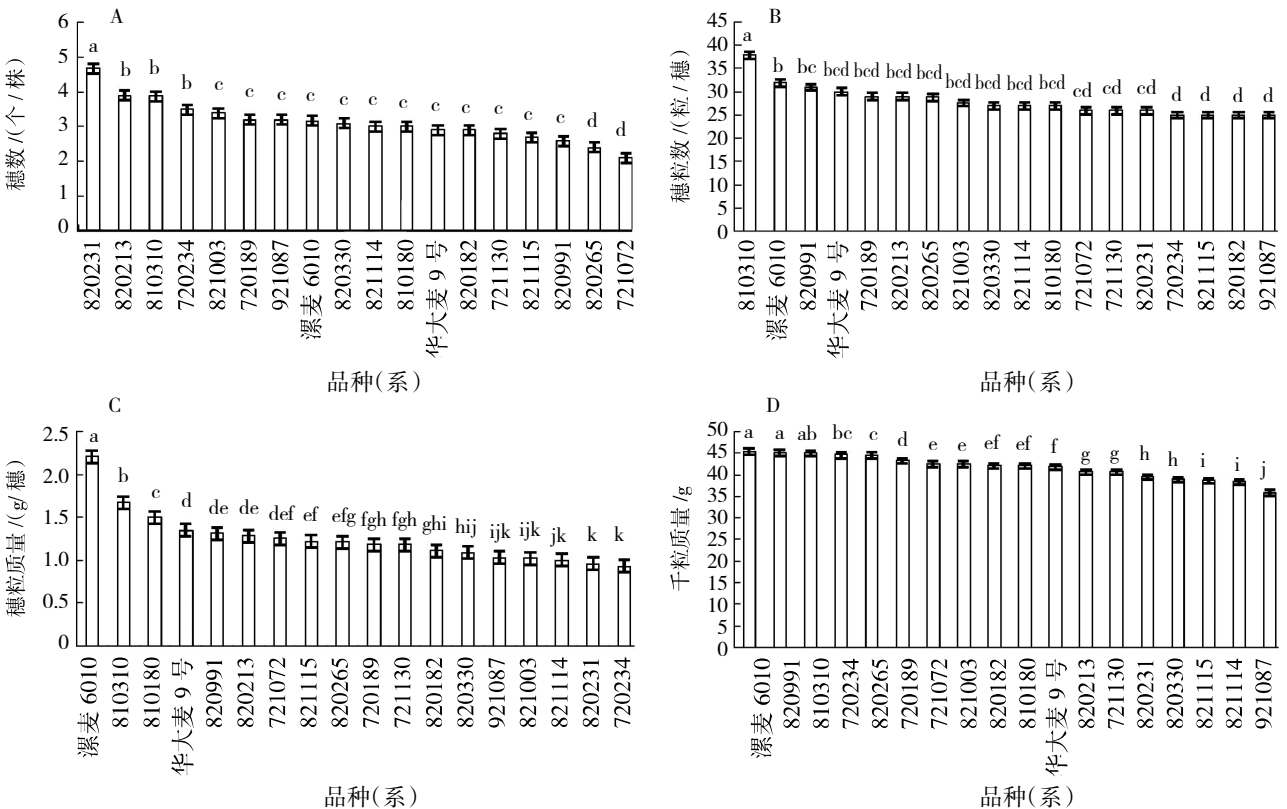 A
穗数/(个/株)
6
5
4
3
2
1
0
a b b b c c c c c c c c c c c c d d
820231 820213 810310 720234 821003 720189 921087 漯麦 6010 820330 821114 810180 华大麦 9 号 820182 721130 821115 820991 820265 721072
品种(系)
B
穗粒数/(粒/穗)
45
40
35
30
25
20
15
10
5
0
a b bc bcd bcd bcd bcd bcd bcd bcd bcd cd cd cd d d d d
810310 漯麦 6010 820991 华大麦 9 号 720189 820213 820265 821003 820330 821114 810180 721072 721130 820231 720234 821115 820182 921087
品种(系)
C
穗粒质量/(g/穗)
2.5
2.0
1.5
1.0
0.5
0
a b c d de de def ef efg fgh fgh ghi hij ijk ijk jk k k
漯麦 6010 810310 810180 华大麦 9 号 820991 820213 721072 821115 820265 720189 721130 820182 820330 921087 821003 821114 820231 720234
品种(系)
D
千粒质量/g
50
45
40
35
30
25
20
15
10
5
0
a a ab bc c d e e ef ef f g g h h i i j
漯麦 6010 820991 810310 720234 820265 720189 721072 821003 820182 810180 华大麦 9 号 820213 721130 820231 820330 821115 821114 921087
品种(系)